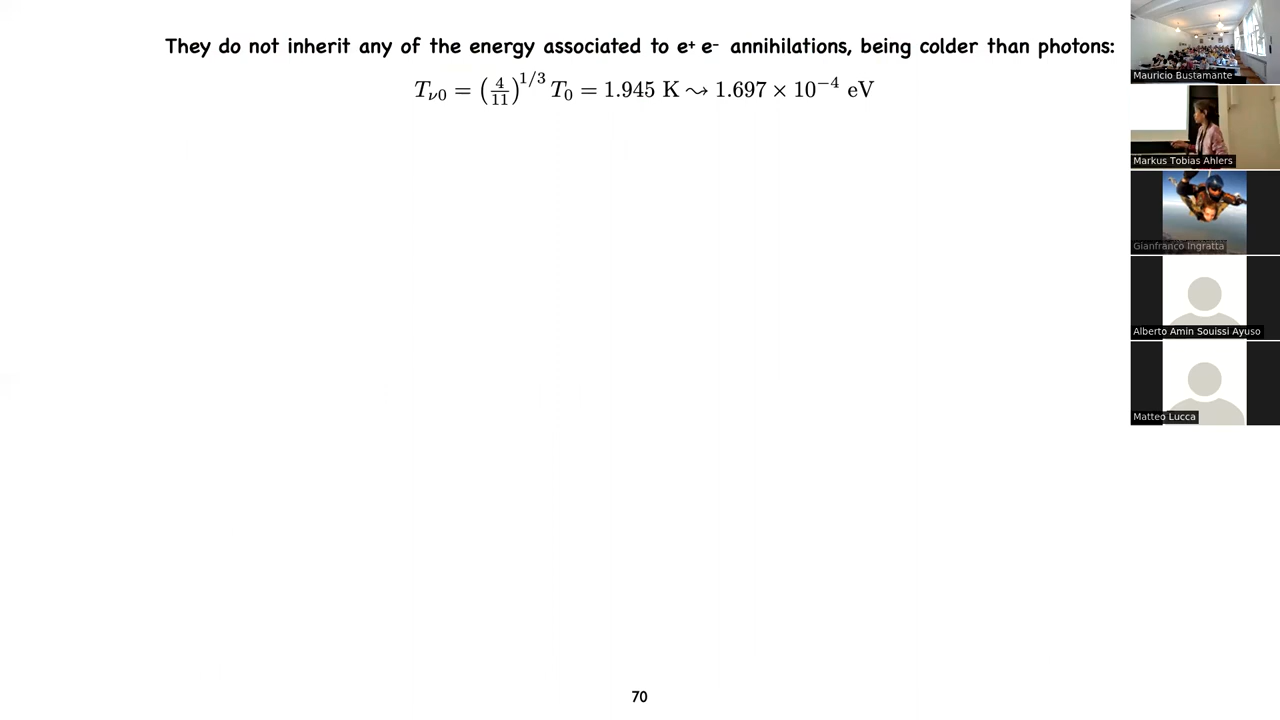 They do not inherit any of the energy associated to e⁺ e⁻ annihilations, being colder than photons:
T_{ν0} = (4/11)^{1/3} T_0 = 1.945 K ⇝ 1.697 × 10^{−4} eV
Mauricio Bustamante
Markus Tobias Ahlers
Gianfranco Ingratta
Alberto Amin Souissi Ayuso
Matteo Lucca
70